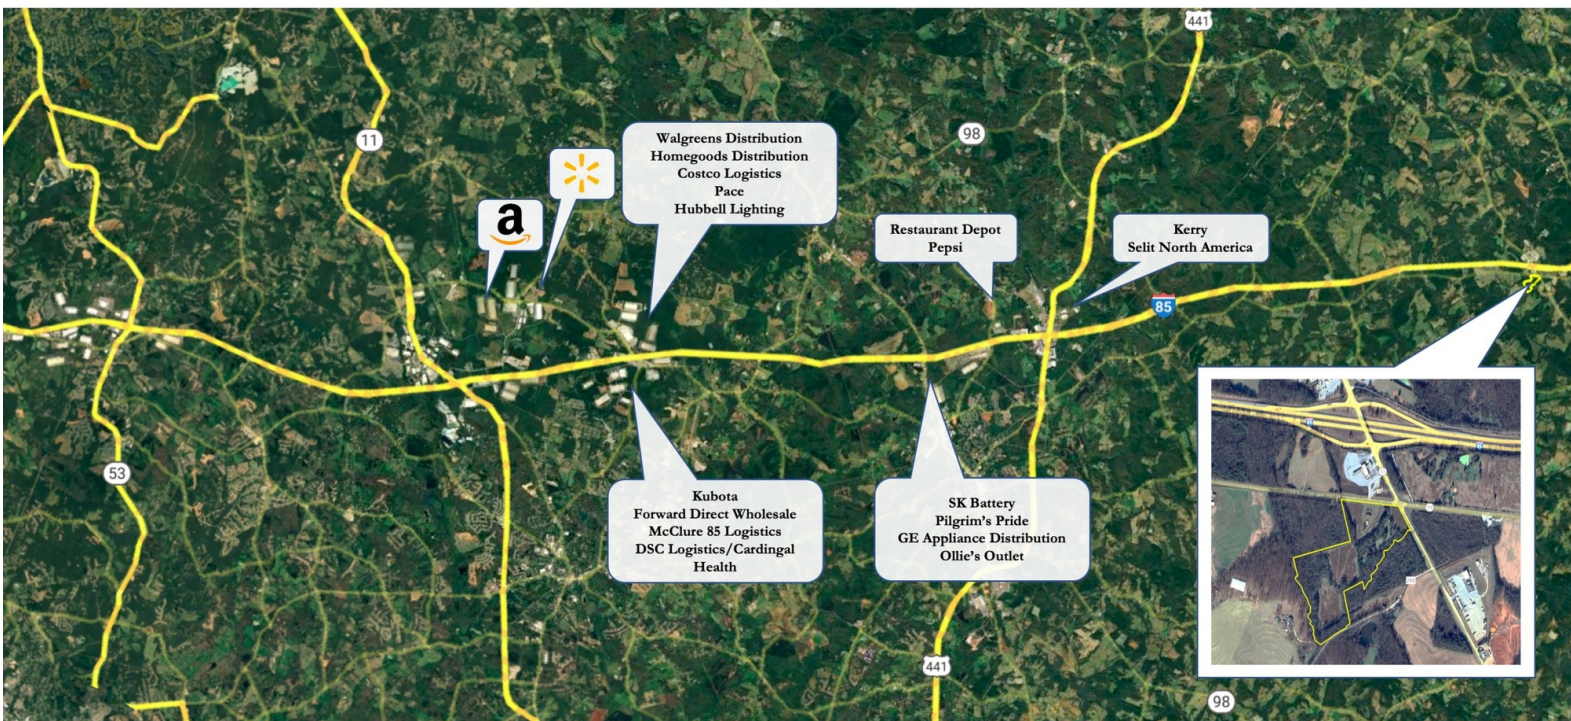 441
11
98
Walgreens Distribution
Homegoods Distribution
Costco Logistics
Pace
Hubbell Lighting
a
Restaurant Depot
Pepsi
Kerry
Selit North America
85
53
Kubota
Forward Direct Wholesale
McClure 85 Logistics
DSC Logistics/Cardingal
Health
SK Battery
Pilgrim's Pride
GE Appliance Distribution
Ollie's Outlet
441
98